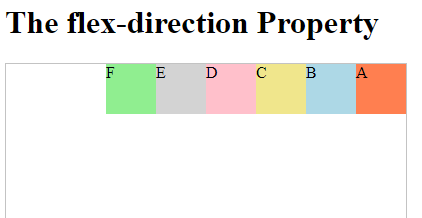 The flex-direction Property
F E D C B A